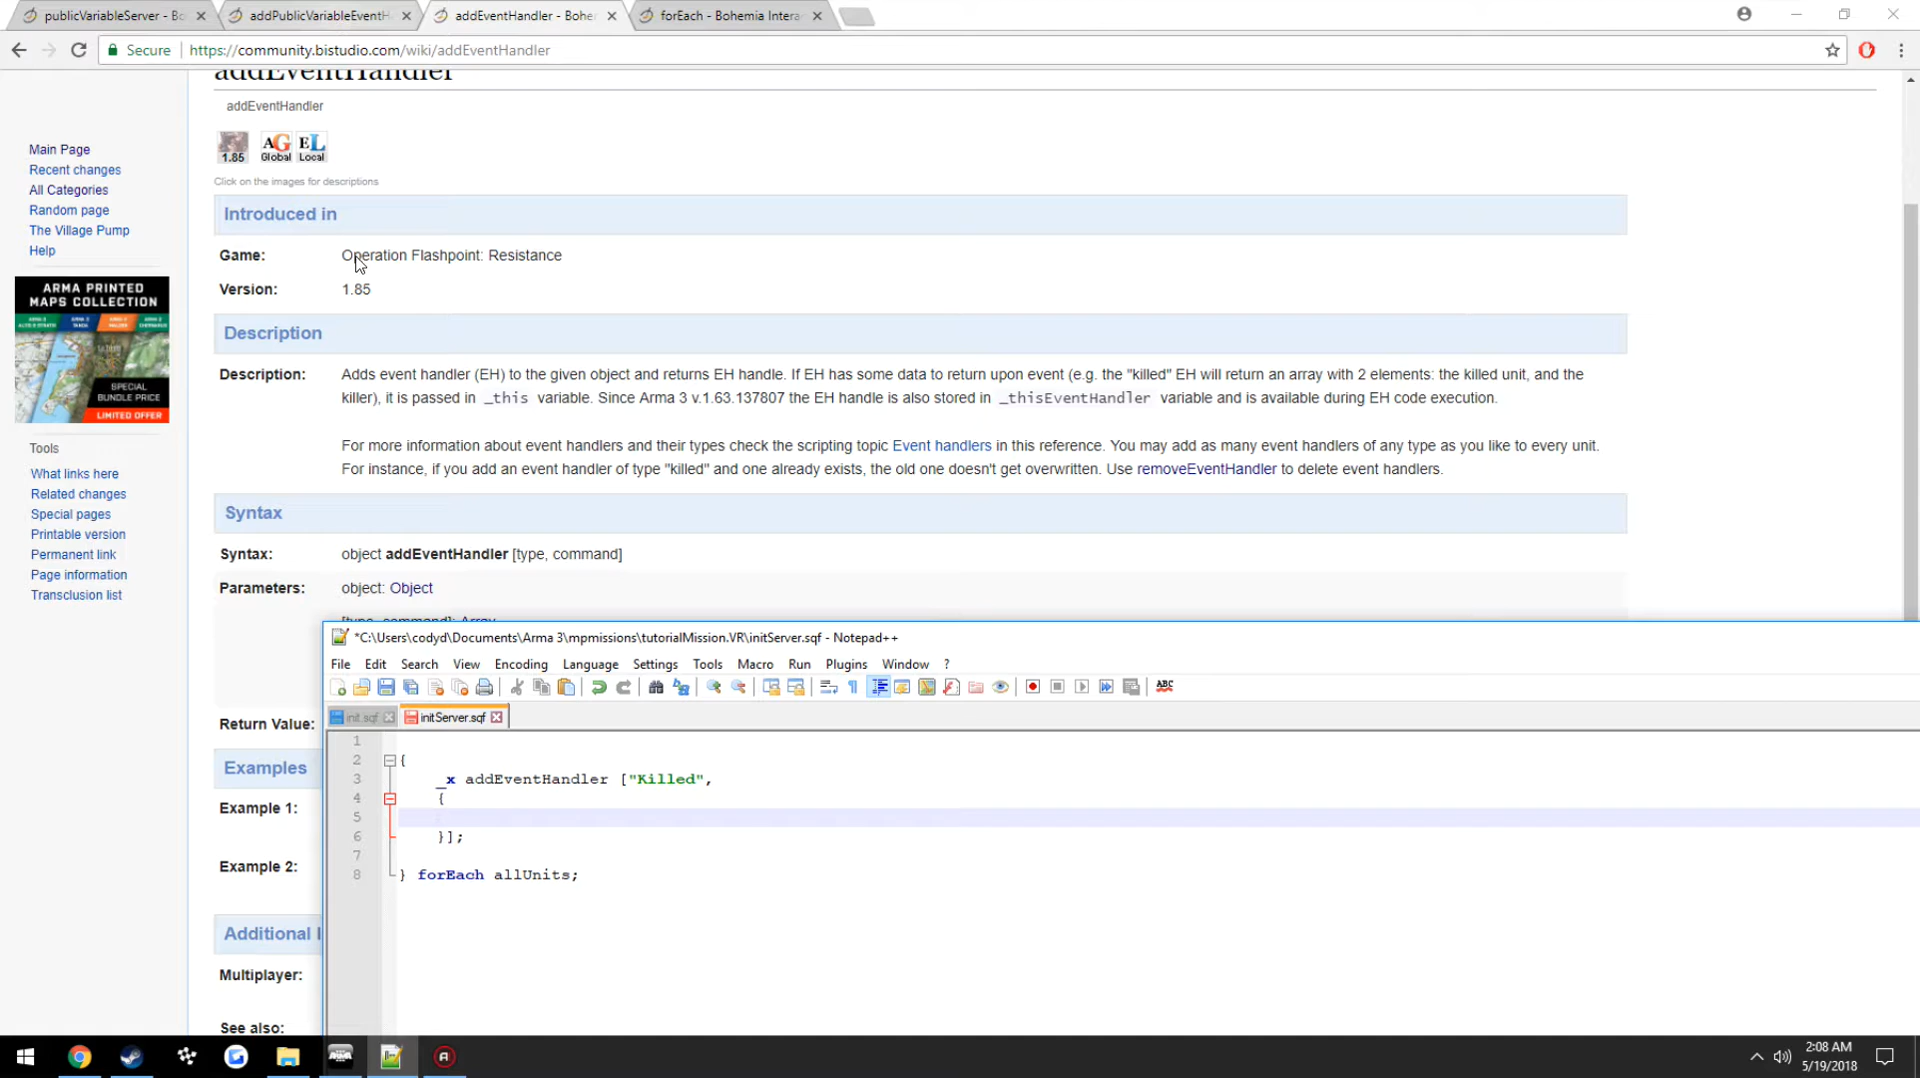 publicVariableServer - Bo
addPublicVariableEventH
addEventHandler - Bohe
forEach - Bohemia Intera
Secure
https://community.bistudio.com/wiki/addEventHandler
addEventHandler
addEventHandler
1.85
AG
Global
EL
Local
Click on the images for descriptions
Main Page
Recent changes
All Categories
Random page
The Village Pump
Help
ARMA PRINTED
MAPS COLLECTION
SPECIAL
BUNDLE PRICE
LIMITED OFFER
Tools
What links here
Related changes
Special pages
Printable version
Permanent link
Page information
Transclusion list
Introduced in
Game: Operation Flashpoint: Resistance
Version: 1.85
Description
Description: Adds event handler (EH) to the given object and returns EH handle. If EH has some data to return upon event (e.g. the "killed" EH will return an array with 2 elements: the killed unit, and the
killer), it is passed in _this variable. Since Arma 3 v.1.63.137807 the EH handle is also stored in _thisEventHandler variable and is available during EH code execution.
For more information about event handlers and their types check the scripting topic Event handlers in this reference. You may add as many event handlers of any type as you like to every unit.
For instance, if you add an event handler of type "killed" and one already exists, the old one doesn't get overwritten. Use removeEventHandler to delete event handlers.
Syntax
Syntax: object addEventHandler [type, command]
Parameters: object: Object
[type, command]: Array
Return Value:
Examples
Example 1:
Example 2:
Additional I
Multiplayer:
See also:
*C:\Users\codyd\Documents\Arma 3\mpmissions\tutorialMission.VR\initServer.sqf - Notepad++
File Edit Search View Encoding Language Settings Tools Macro Run Plugins Window ?
ABC
init.sqf
initServer.sqf
1
2 {
3 _x addEventHandler ["Killed",
4 {
5
6 }];
7
8 } forEach allUnits;
2:08 AM
5/19/2018